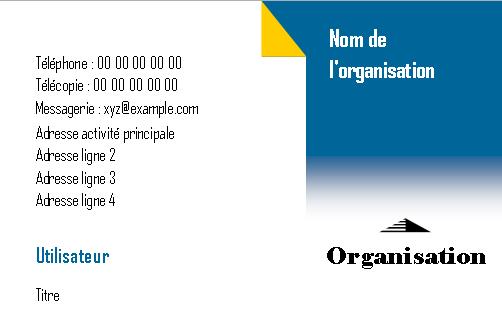 Nom de
l'organisation
Téléphone : 00 00 00 00 00
Télécopie : 00 00 00 00 00
Messagerie : xyz@example.com
Adresse activité principale
Adresse ligne 2
Adresse ligne 3
Adresse ligne 4
Utilisateur
Titre
Organisation